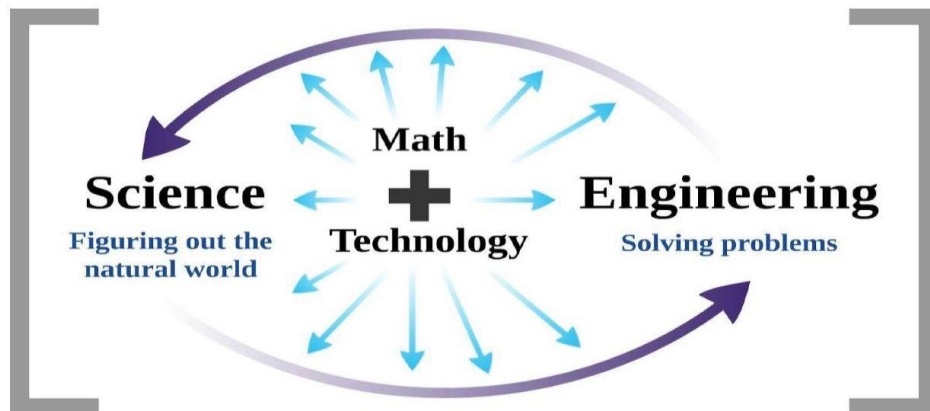 Math
Science
Engineering
Technology
Figuring out the
natural world
Solving problems